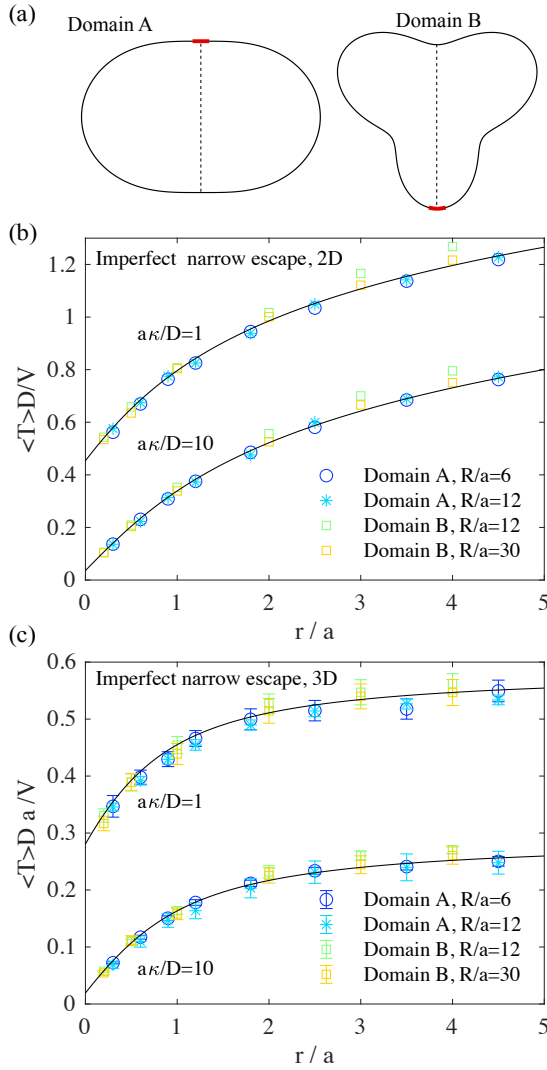 (a)
Domain A
Domain B
(b)
Imperfect narrow escape, 2D
aκ/D=1
aκ/D=10
<T>D/V
0
0.2
0.4
0.6
0.8
1
1.2
Domain A, R/a=6
Domain A, R/a=12
Domain B, R/a=12
Domain B, R/a=30
0
1
2
3
4
5
r / a
(c)
Imperfect narrow escape, 3D
aκ/D=1
aκ/D=10
<T>D a /V
0
0.1
0.2
0.3
0.4
0.5
0.6
Domain A, R/a=6
Domain A, R/a=12
Domain B, R/a=12
Domain B, R/a=30
0
1
2
3
4
5
r / a